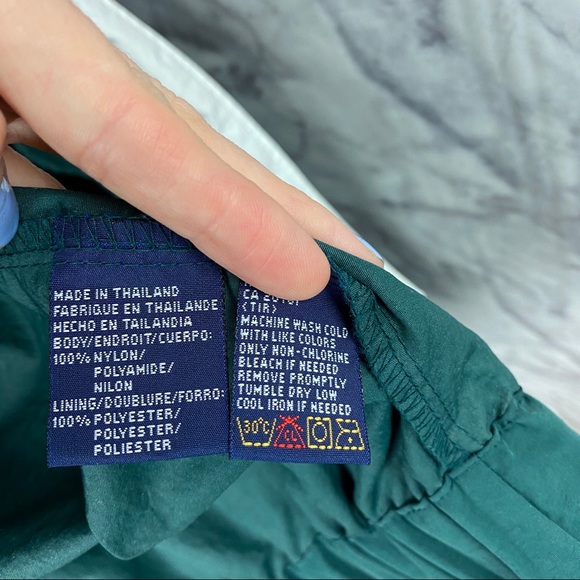 MADE IN THAILAND
FABRIQUE EN THAILANDE
HECHO EN TAILANDIA
BODY/ENDROIT/CUERPO:
100% NYLON/
POLYAMIDE/
NILON
LINING/DOUBLURE/FORRO:
100% POLYESTER/
POLYESTER/
POLIESTER
CA
<TIR>
MACHINE WASH COLD
WITH LIKE COLORS
ONLY NON-CHLORINE
BLEACH IF NEEDED
REMOVE PROMPTLY
TUMBLE DRY LOW
COOL IRON IF NEEDED
30°C CL